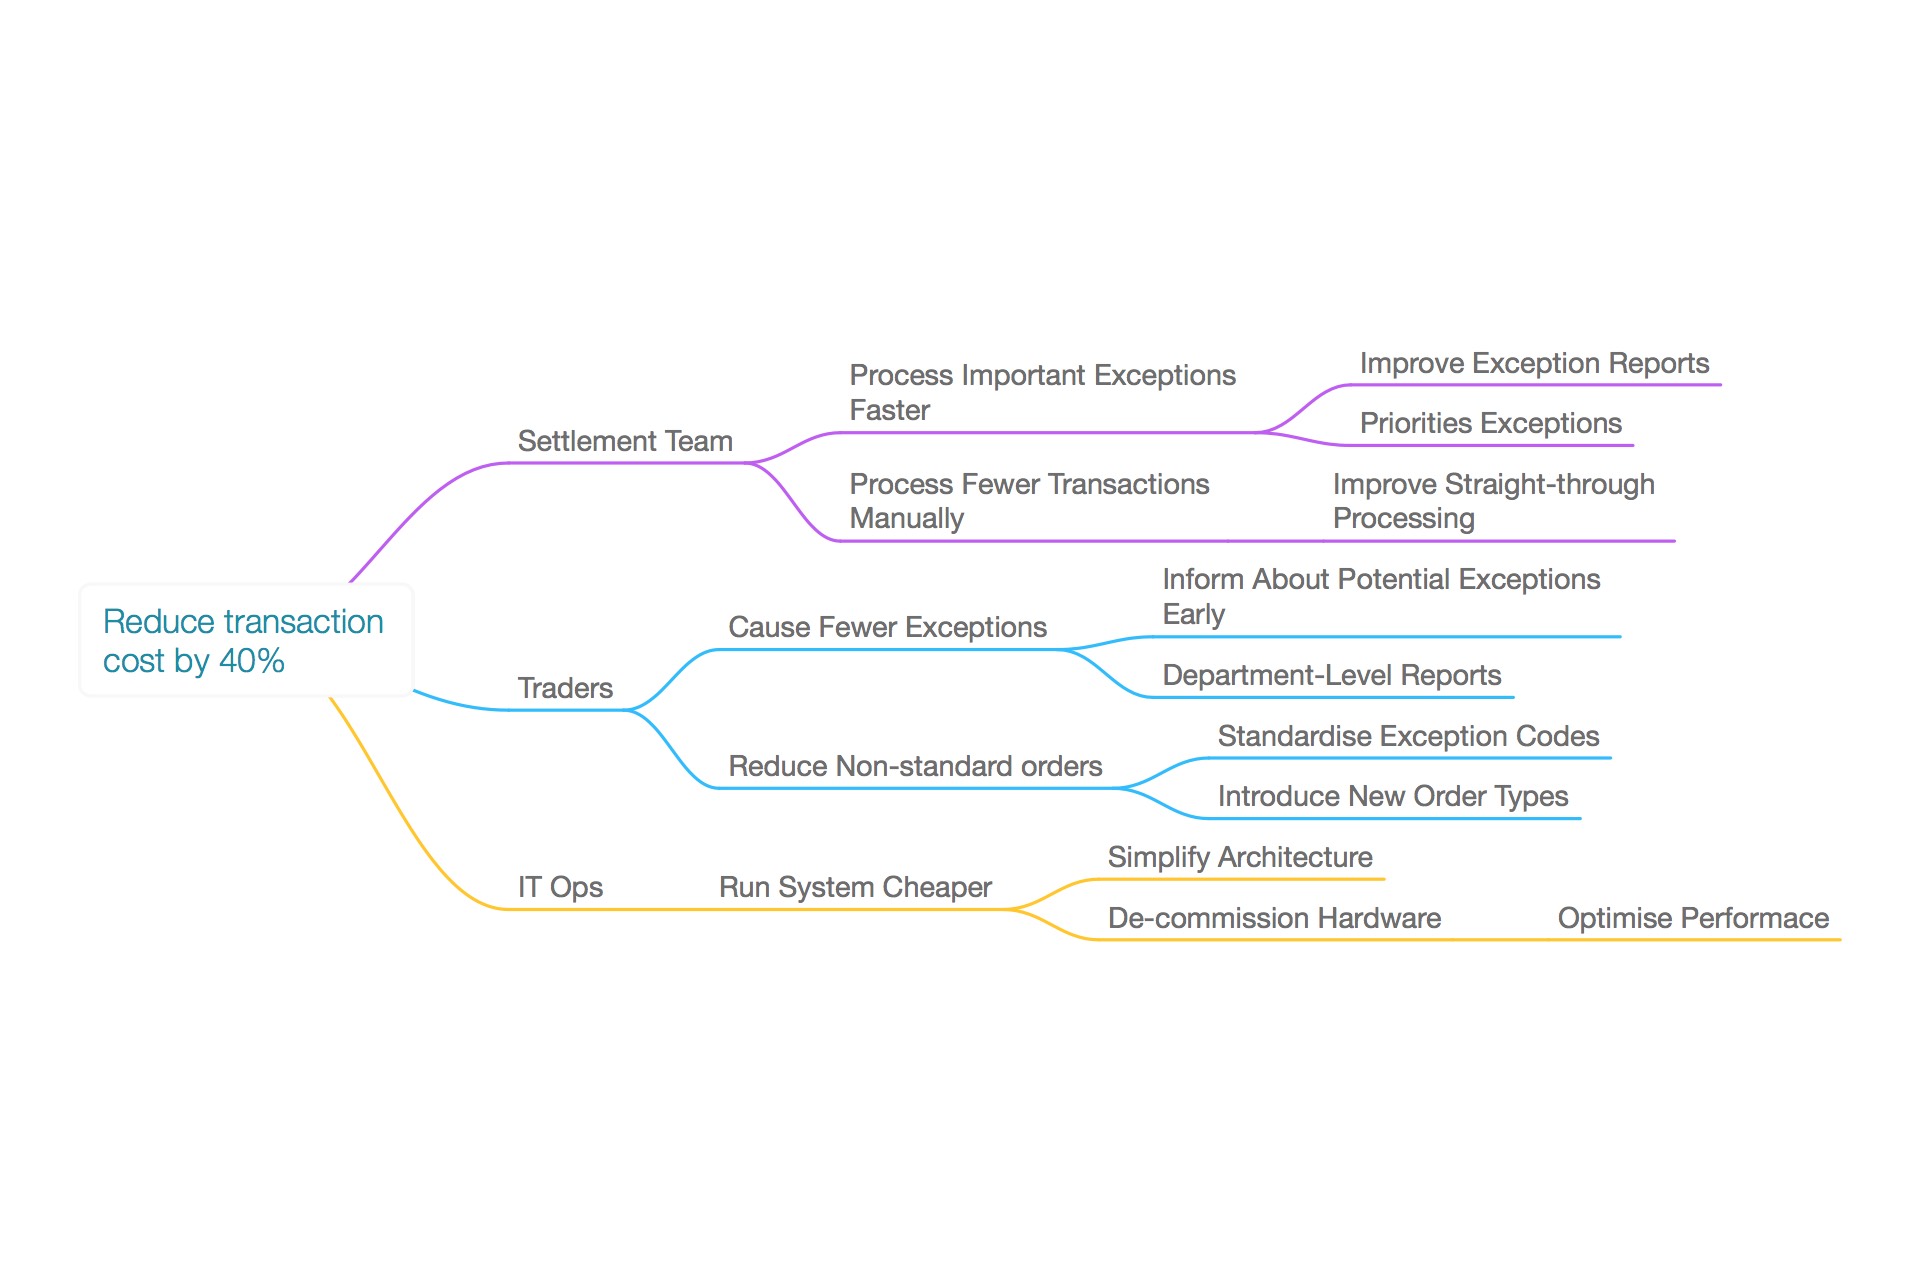 Reduce transaction
cost by 40%
Settlement Team
Process Important Exceptions
Faster
Improve Exception Reports
Priorities Exceptions
Process Fewer Transactions
Manually
Improve Straight-through
Processing
Traders
Cause Fewer Exceptions
Inform About Potential Exceptions
Early
Department-Level Reports
Reduce Non-standard orders
Standardise Exception Codes
Introduce New Order Types
IT Ops
Run System Cheaper
Simplify Architecture
De-commission Hardware
Optimise Performace